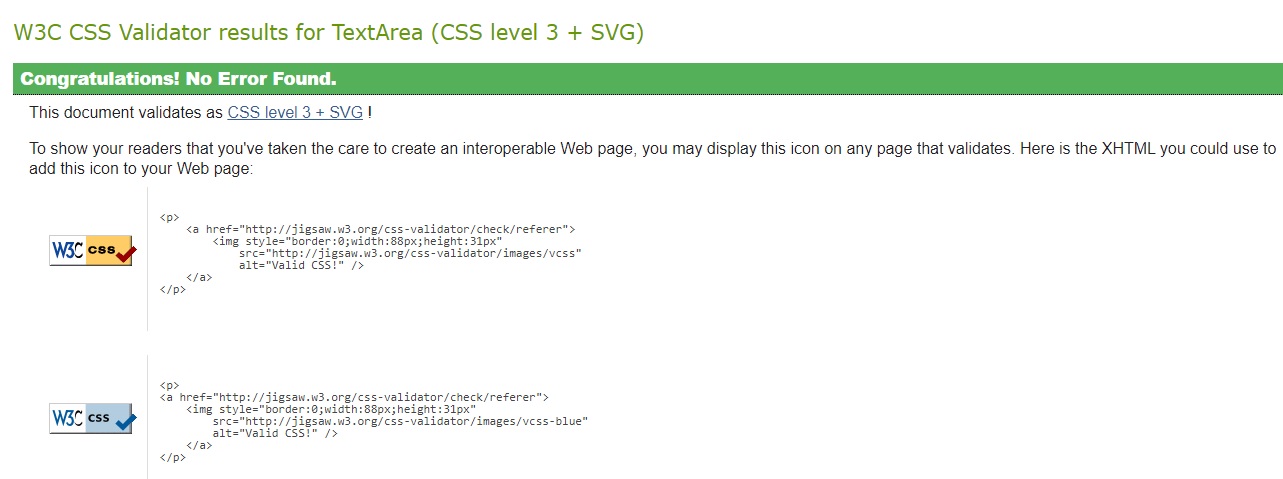 W3C CSS Validator results for TextArea (CSS level 3 + SVG)
Congratulations! No Error Found.
This document validates as CSS level 3 + SVG !
To show your readers that you've taken the care to create an interoperable Web page, you may display this icon on any page that validates. Here is the XHTML you could use to
add this icon to your Web page:
W3C css
<p>
    <a href="http://jigsaw.w3.org/css-validator/check/referer">
        <img style="border:0;width:88px;height:31px"
            src="http://jigsaw.w3.org/css-validator/images/vcss"
            alt="Valid CSS!" />
    </a>
</p>
W3C css
<p>
<a href="http://jigsaw.w3.org/css-validator/check/referer">
    <img style="border:0;width:88px;height:31px"
        src="http://jigsaw.w3.org/css-validator/images/vcss-blue"
        alt="Valid CSS!" />
    </a>
</p>